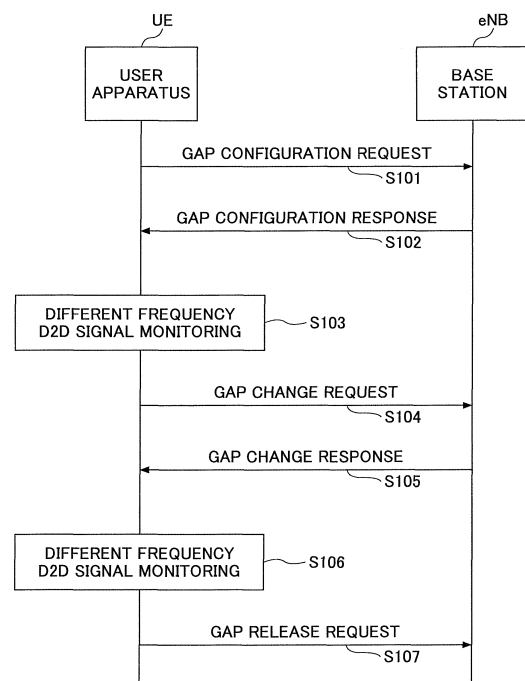 UE
eNB
USER
APPARATUS
BASE
STATION
GAP CONFIGURATION REQUEST
S101
GAP CONFIGURATION RESPONSE
S102
DIFFERENT FREQUENCY
D2D SIGNAL MONITORING
S103
GAP CHANGE REQUEST
S104
GAP CHANGE RESPONSE
S105
DIFFERENT FREQUENCY
D2D SIGNAL MONITORING
S106
GAP RELEASE REQUEST
S107